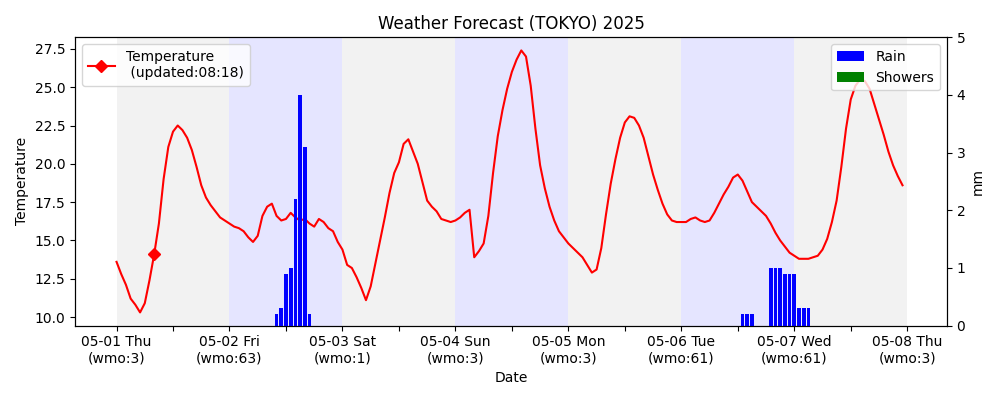 Weather Forecast (TOKYO) 2025
Temperature
(updated:08:18)
Rain
Showers
Temperature
27.5
25.0
22.5
20.0
17.5
15.0
12.5
10.0
mm
5
4
3
2
1
0
05-01 Thu
(wmo:3)
05-02 Fri
(wmo:63)
05-03 Sat
(wmo:1)
05-04 Sun
(wmo:3)
05-05 Mon
(wmo:3)
05-06 Tue
(wmo:61)
05-07 Wed
(wmo:61)
05-08 Thu
(wmo:3)
Date